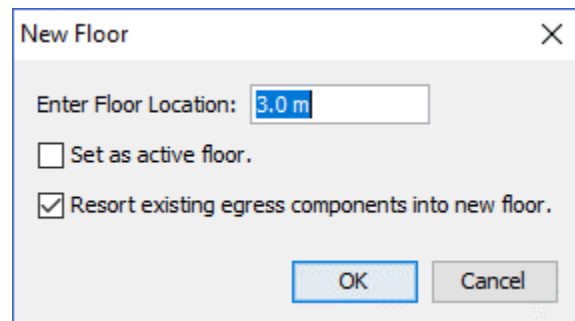 New Floor
Enter Floor Location: 3.0 m
Set as active floor.
Resort existing egress components into new floor.
OK Cancel